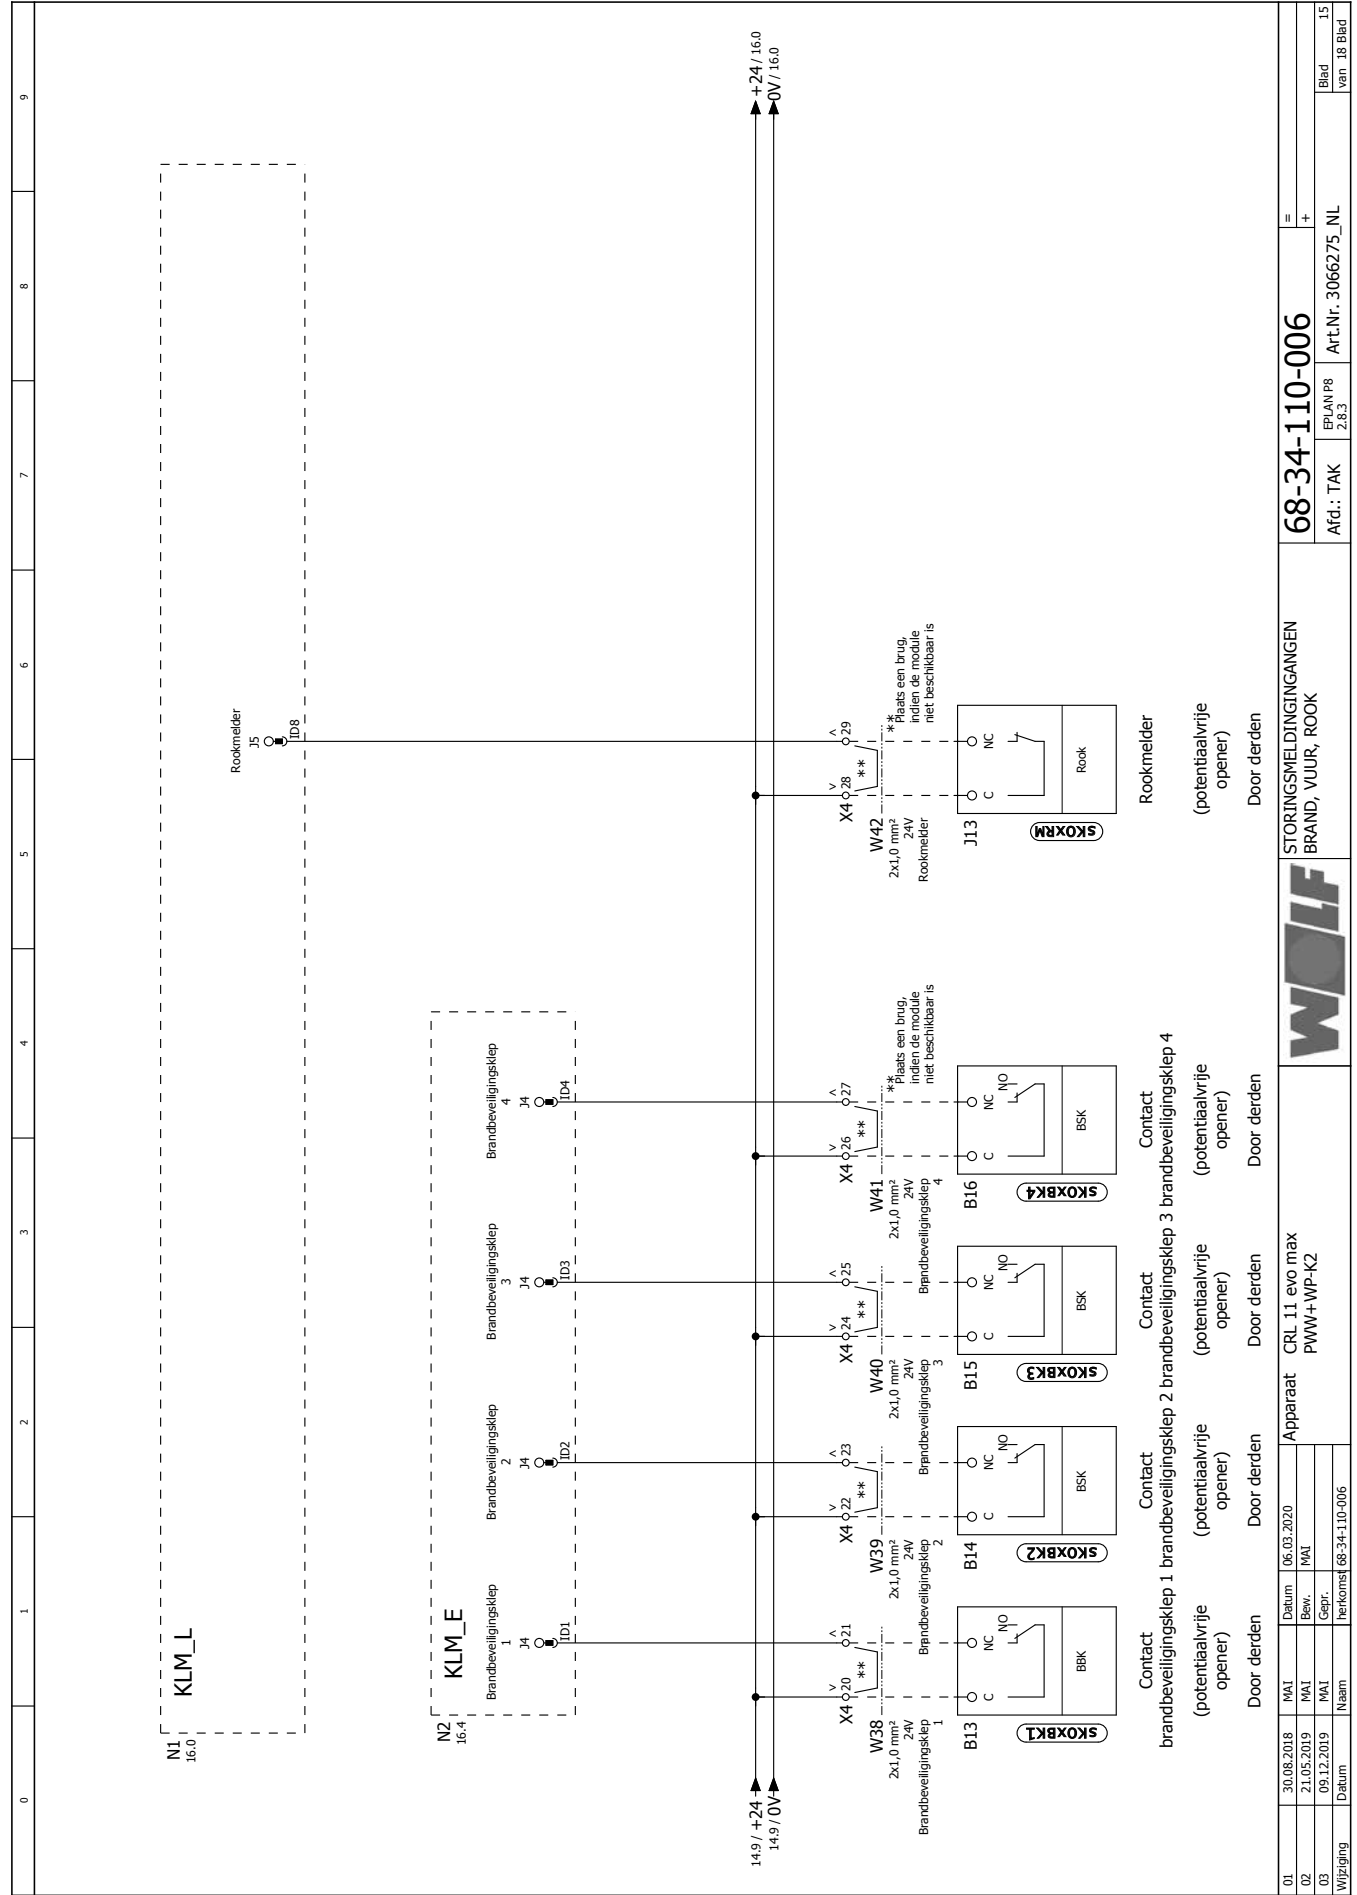 0 1 2 3 4 5 6 7 8 9
N1
16.0
KLM_L
Rookmelder
J5
ID8
N2
16.4
KLM_E
Brandbeveiligingsklep
1
J4
ID1
Brandbeveiligingsklep
2
J4
ID2
Brandbeveiligingsklep
3
J4
ID3
Brandbeveiligingsklep
4
J4
ID4
14.9 / +24
14.9 / 0V
+24 / 16.0
0V / 16.0
X4 > 20 < 21
**
W38
2x1,0 mm²
24V
Brandbeveiligingsklep
1
X4 > 22 < 23
**
W39
2x1,0 mm²
24V
Brandbeveiligingsklep
2
X4 > 24 < 25
**
W40
2x1,0 mm²
24V
Brandbeveiligingsklep
3
X4 > 26 < 27
**
W41
2x1,0 mm²
24V
Brandbeveiligingsklep
4
**
Plaats een brug,
indien de module
niet beschikbaar is
X4 > 28 < 29
**
W42
2x1,0 mm²
24V
Rookmelder
**
Plaats een brug,
indien de module
niet beschikbaar is
B13
C NC NO
BBK
SKOxBK1
B14
C NC NO
BSK
SKOxBK2
B15
C NC NO
BSK
SKOxBK3
B16
C NC NO
BSK
SKOxBK4
J13
C NC
Rook
SKOxRM
Contact Contact Contact Contact
brandbeveiligingsklep 1 brandbeveiligingsklep 2 brandbeveiligingsklep 3 brandbeveiligingsklep 4 Rookmelder
(potentiaalvrije (potentiaalvrije (potentiaalvrije (potentiaalvrije (potentiaalvrije
opener) opener) opener) opener) opener)
Door derden Door derden Door derden Door derden Door derden
01 30.08.2018 MAI Datum 06.03.2020
02 21.05.2019 MAI Bew. MAI
03 09.12.2019 MAI Gepr.
Wijziging Datum Naam herkomst 68-34-110-006
Apparaat CRL 11 evo max
PWW+WP-K2
WOLF
STORINGSMELDINGINGANGEN
BRAND, VUUR, ROOK
68-34-110-006
=
+
Afd.: TAK
EPLAN P8
2.8.3
Art.Nr. 3066275_NL
Blad 15
van 18 Blad